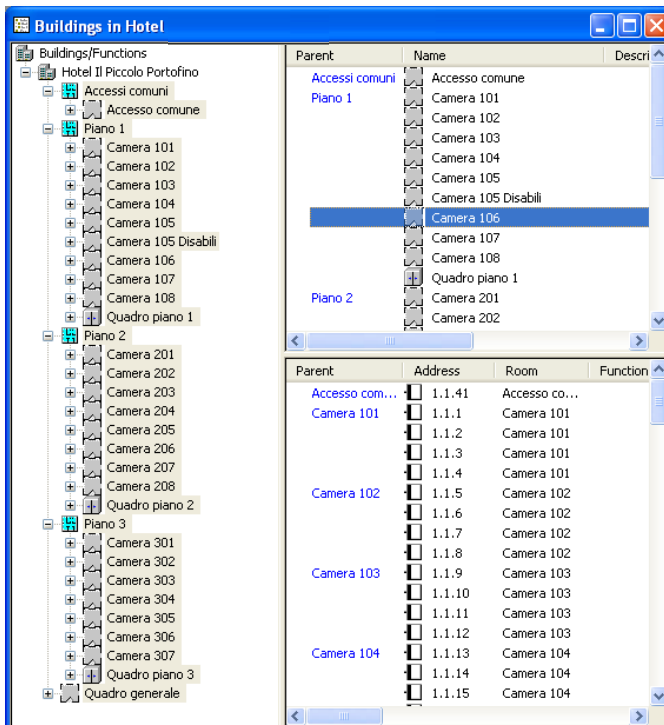 Buildings in Hotel
Buildings/Functions
Hotel Il Piccolo Portofino
Accessi comuni
Accesso comune
Piano 1
Camera 101
Camera 102
Camera 103
Camera 104
Camera 105
Camera 105 Disabili
Camera 106
Camera 107
Camera 108
Quadro piano 1
Piano 2
Camera 201
Camera 202
Camera 203
Camera 204
Camera 205
Camera 206
Camera 207
Camera 208
Quadro piano 2
Piano 3
Camera 301
Camera 302
Camera 303
Camera 304
Camera 305
Camera 306
Camera 307
Quadro piano 3
Quadro generale
Parent Name Descri
Accessi comuni Accesso comune
Piano 1 Camera 101
Camera 102
Camera 103
Camera 104
Camera 105
Camera 105 Disabili
Camera 106
Camera 107
Camera 108
Quadro piano 1
Piano 2 Camera 201
Camera 202
Parent Address Room Function
Accesso com... 1.1.41 Accesso co...
Camera 101 1.1.1 Camera 101
1.1.2 Camera 101
1.1.3 Camera 101
1.1.4 Camera 101
Camera 102 1.1.5 Camera 102
1.1.6 Camera 102
1.1.7 Camera 102
1.1.8 Camera 102
Camera 103 1.1.9 Camera 103
1.1.10 Camera 103
1.1.11 Camera 103
1.1.12 Camera 103
Camera 104 1.1.13 Camera 104
1.1.14 Camera 104
1.1.15 Camera 104